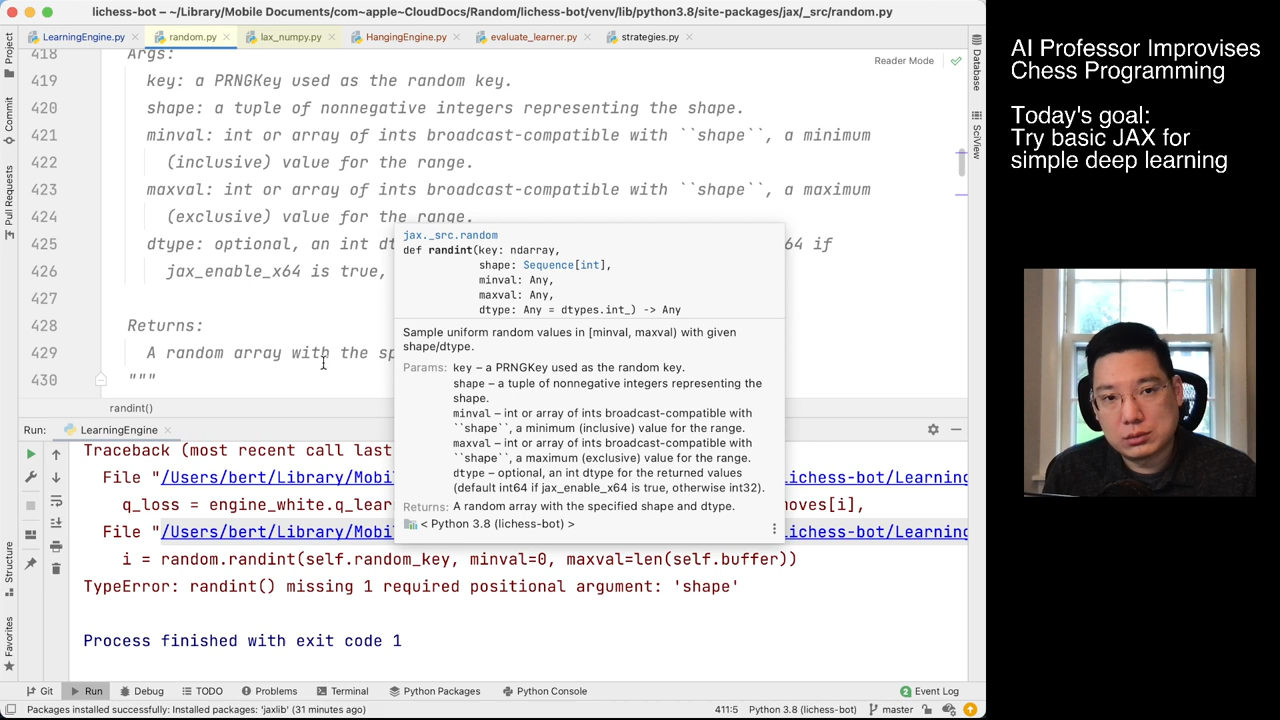 lichess-bot – ~/Library/Mobile Documents/com~apple~CloudDocs/Random/lichess-bot/venv/lib/python3.8/site-packages/jax/_src/random.py
LearningEngine.py
random.py
lax_numpy.py
HangingEngine.py
evaluate_learner.py
strategies.py
Project
Commit
Pull Requests
Structure
Favorites
Database
SciView
Reader Mode
418 Args:
419 key: a PRNGKey used as the random key.
420 shape: a tuple of nonnegative integers representing the shape.
421 minval: int or array of ints broadcast-compatible with ``shape``, a minimum
422 (inclusive) value for the range.
423 maxval: int or array of ints broadcast-compatible with ``shape``, a maximum
424 (exclusive) value for the range.
425 dtype: optional, an int dt 64 if
426 jax_enable_x64 is true,
427
428 Returns:
429 A random array with the sp
430 """
randint()
jax._src.random
def randint(key: ndarray,
shape: Sequence[int],
minval: Any,
maxval: Any,
dtype: Any = dtypes.int_) -> Any
Sample uniform random values in [minval, maxval) with given
shape/dtype.
Params: key – a PRNGKey used as the random key.
shape – a tuple of nonnegative integers representing the
shape.
minval – int or array of ints broadcast-compatible with
``shape``, a minimum (inclusive) value for the range.
maxval – int or array of ints broadcast-compatible with
``shape``, a maximum (exclusive) value for the range.
dtype – optional, an int dtype for the returned values
(default int64 if jax_enable_x64 is true, otherwise int32).
Returns: A random array with the specified shape and dtype.
< Python 3.8 (lichess-bot) >
Run: LearningEngine
Traceback (most recent call last
File "/Users/bert/Library/Mobi lichess-bot/Learning
q_loss = engine_white.q_lear moves[i],
File "/Users/bert/Library/Mobi lichess-bot/Learning
i = random.randint(self.random_key, minval=0, maxval=len(self.buffer))
TypeError: randint() missing 1 required positional argument: 'shape'
Process finished with exit code 1
Git Run Debug TODO Problems Terminal Python Packages Python Console 2 Event Log
Packages installed successfully: Installed packages: 'jaxlib' (31 minutes ago) 411:5 Python 3.8 (lichess-bot) master
AI Professor Improvises
Chess Programming
Today's goal:
Try basic JAX for
simple deep learning